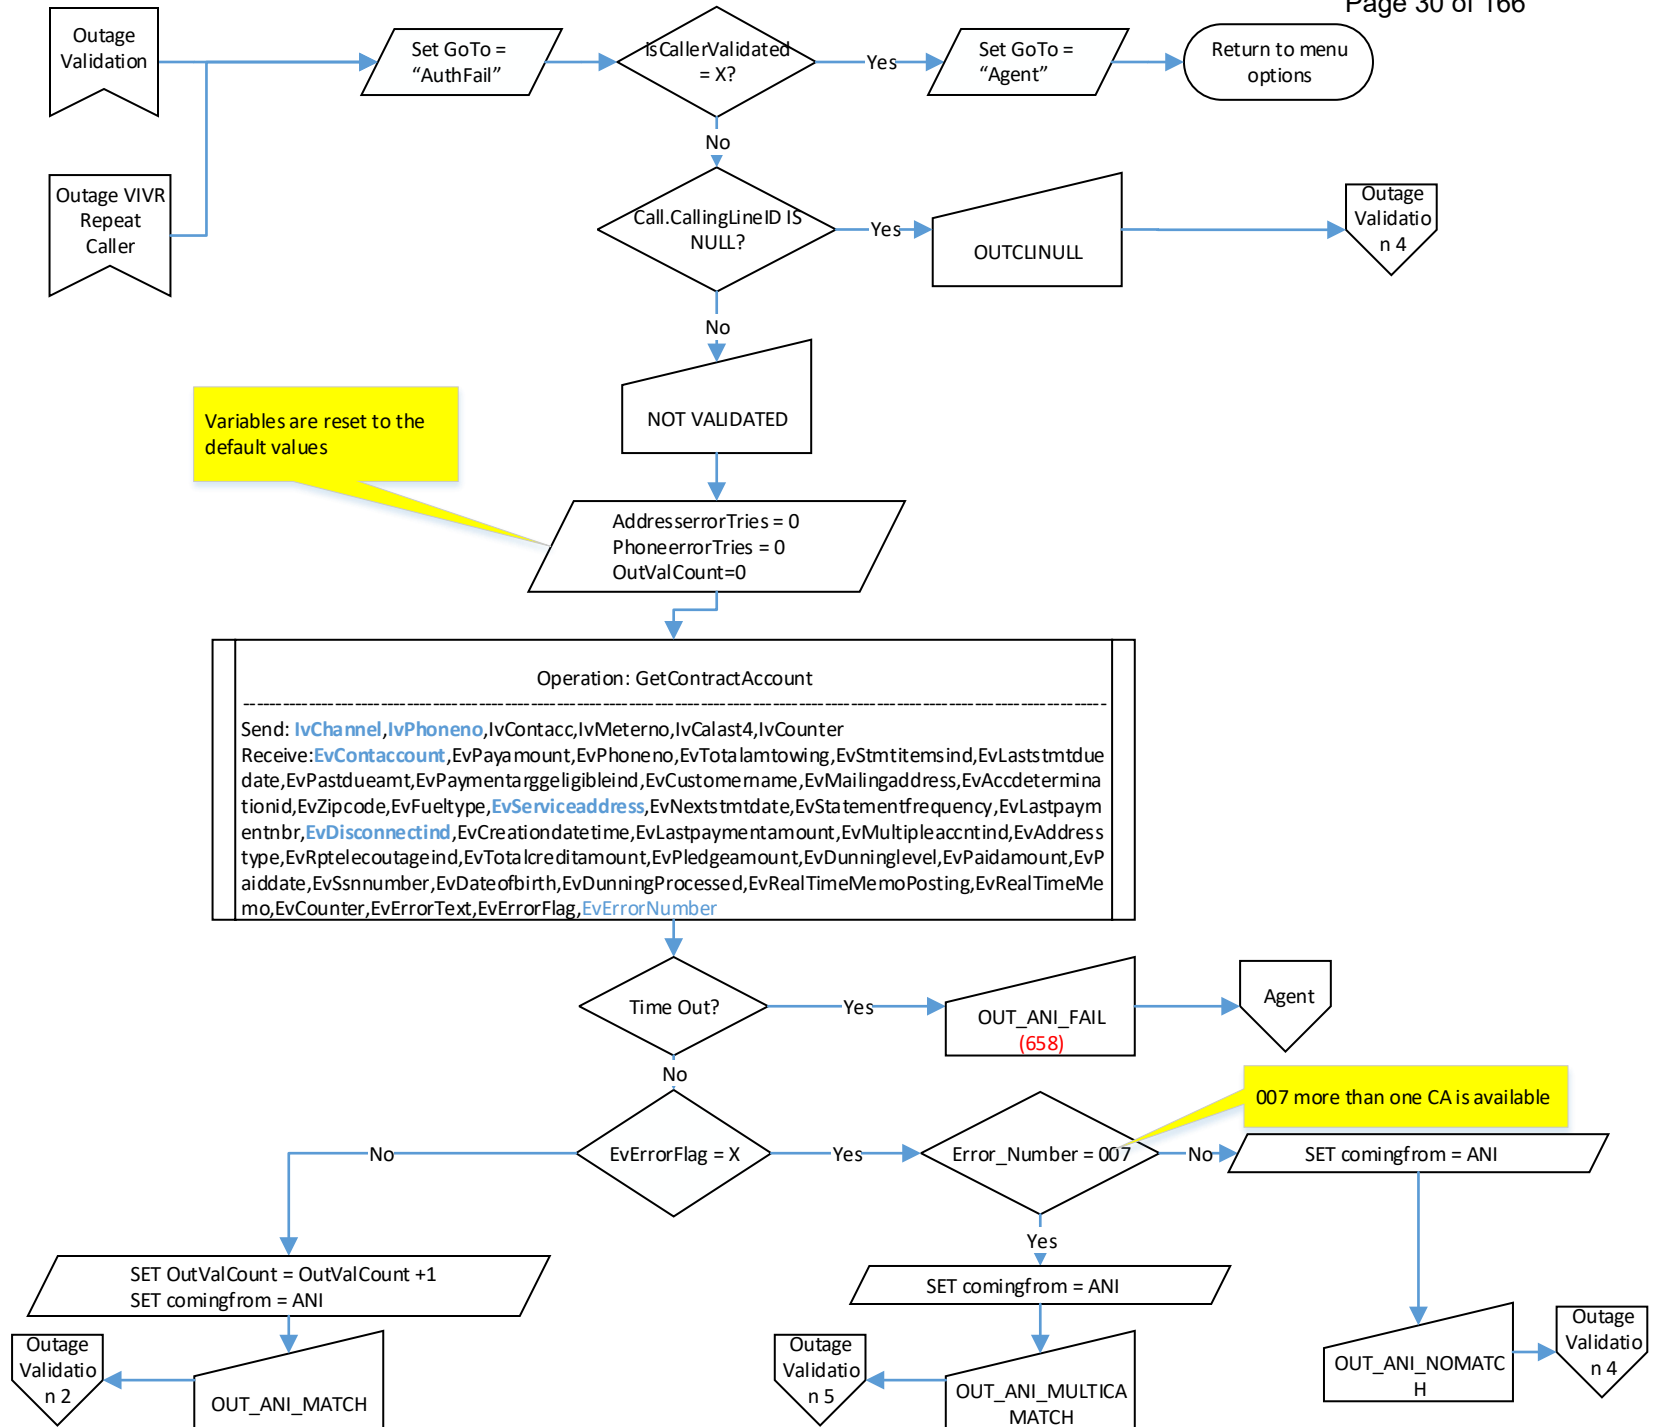 Page 30 of 166
Outage
Validation
Set GoTo =
“AuthFail”
IsCallerValidated
= X?
Yes
Set GoTo =
“Agent”
Return to menu
options
No
Outage VIVR
Repeat
Caller
Call.CallingLineID IS
NULL?
Yes
OUTCLINULL
Outage
Validatio
n 4
No
NOT VALIDATED
Variables are reset to the
default values
AddresserrorTries = 0
PhoneerrorTries = 0
OutValCount=0
Operation: GetContractAccount
Send: IvChannel,IvPhoneno,IvContacc,IvMeterno,IvCalast4,IvCounter
Receive:EvContaccount,EvPayamount,EvPhoneno,EvTotalamtowing,EvStmtitemsind,EvLaststmtdue
date,EvPastdueamt,EvPaymentarggeligibleind,EvCustomername,EvMailingaddress,EvAccdetermina
tionid,EvZipcode,EvFueltype,EvServiceaddress,EvNextstmtdate,EvStatementfrequency,EvLastpaym
entnbr,EvDisconnectind,EvCreationdatetime,EvLastpaymentamount,EvMultipleaccntind,EvAddress
type,EvRptelecoutageind,EvTotalcreditamount,EvPledgeamount,EvDunninglevel,EvPaidamount,EvP
aiddate,EvSsnnumber,EvDateofbirth,EvDunningProcessed,EvRealTimeMemoPosting,EvRealTimeMe
mo,EvCounter,EvErrorText,EvErrorFlag,EvErrorNumber
Time Out?
Yes
OUT_ANI_FAIL
(658)
Agent
No
007 more than one CA is available
No
EvErrorFlag = X
Yes
Error_Number = 007
No
SET comingfrom = ANI
Yes
SET OutValCount = OutValCount +1
SET comingfrom = ANI
SET comingfrom = ANI
Outage
Validatio
n 2
OUT_ANI_MATCH
Outage
Validatio
n 5
OUT_ANI_MULTICA
MATCH
OUT_ANI_NOMATC
H
Outage
Validatio
n 4